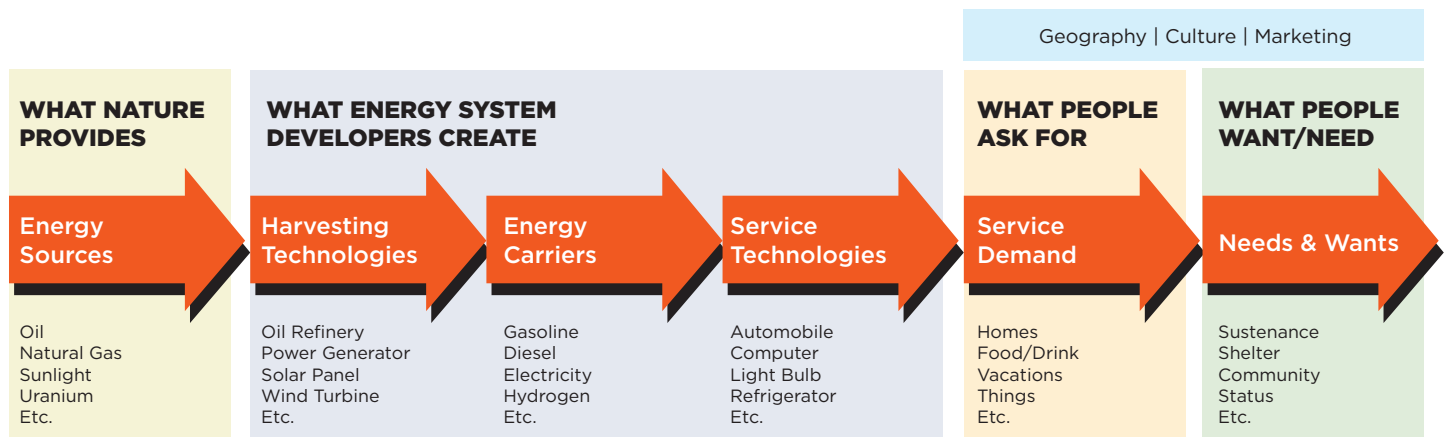 Geography | Culture | Marketing
WHAT NATURE
PROVIDES
WHAT ENERGY SYSTEM
DEVELOPERS CREATE
WHAT PEOPLE
ASK FOR
WHAT PEOPLE
WANT/NEED
Energy
Sources
Harvesting
Technologies
Energy
Carriers
Service
Technologies
Service
Demand
Needs & Wants
Oil
Natural Gas
Sunlight
Uranium
Etc.
Oil Refinery
Power Generator
Solar Panel
Wind Turbine
Etc.
Gasoline
Diesel
Electricity
Hydrogen
Etc.
Automobile
Computer
Light Bulb
Refrigerator
Etc.
Homes
Food/Drink
Vacations
Things
Etc.
Sustenance
Shelter
Community
Status
Etc.